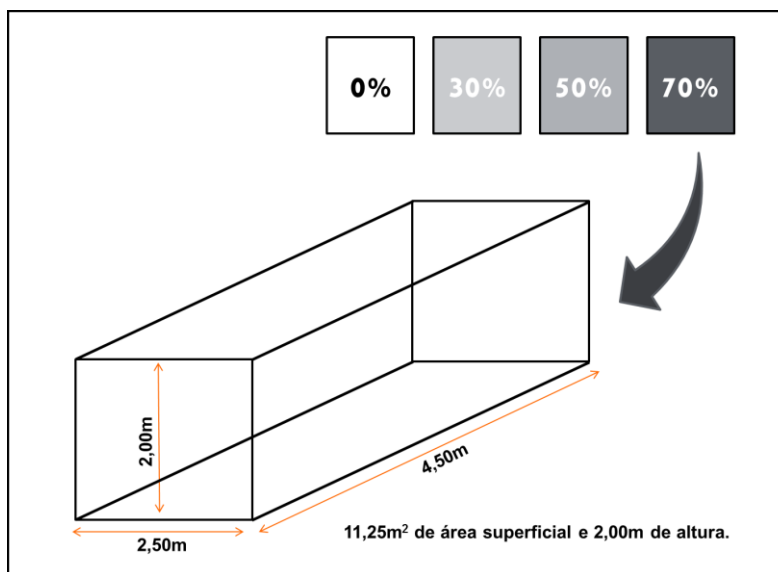 0% 30% 50% 70%
2,00m
4,50m
2,50m
11,25m² de área superficial e 2,00m de altura.